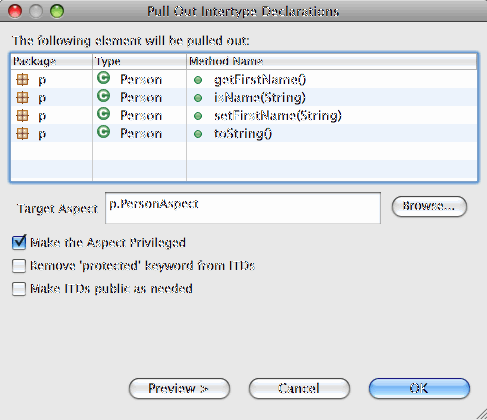 Pull Out Intertype Declarations
The following element will be pulled out:
Package Type Method Name
p C Person getFirstName()
p C Person isName(String)
p C Person setFirstName(String)
p C Person toString()
Target Aspect p.PersonAspect Browse...
Make the Aspect Privileged
Remove 'protected' keyword from ITDs
Make ITDs public as needed
Preview > Cancel OK